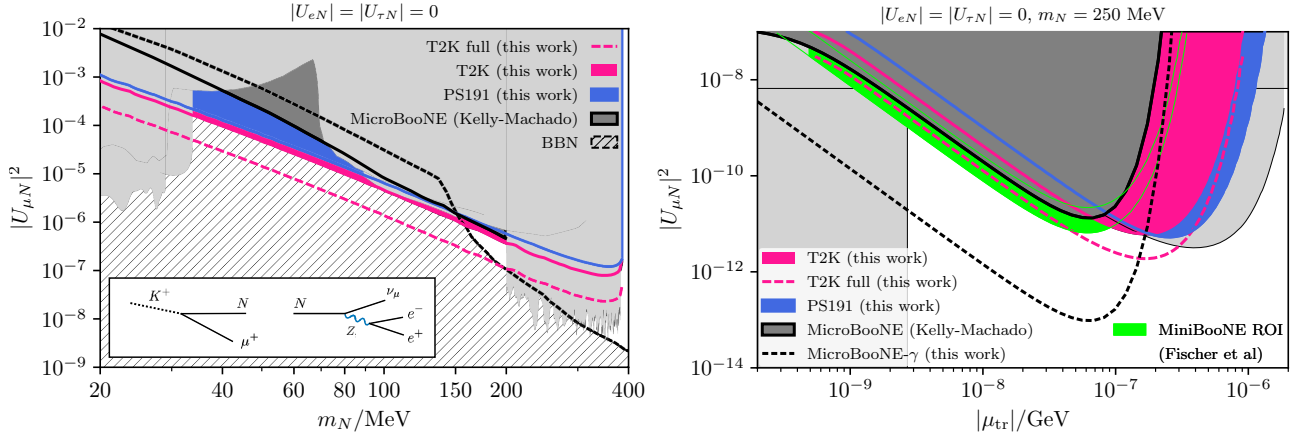 |U_{eN}| = |U_{τN}| = 0
10^{-2}
10^{-3}
10^{-4}
10^{-5}
10^{-6}
10^{-7}
10^{-8}
10^{-9}
|U_{μN}|^2
T2K full (this work)
T2K (this work)
PS191 (this work)
MicroBooNE (Kelly-Machado)
BBN
K^+
N
μ^+
N
ν_μ
Z
e^-
e^+
20
40
60
80
100
150
200
400
m_N/MeV
|U_{eN}| = |U_{τN}| = 0, m_N = 250 MeV
10^{-8}
10^{-10}
10^{-12}
10^{-14}
|U_{μN}|^2
T2K (this work)
T2K full (this work)
PS191 (this work)
MicroBooNE (Kelly-Machado)
MicroBooNE-γ (this work)
MiniBooNE ROI
(Fischer et al)
10^{-9}
10^{-8}
10^{-7}
10^{-6}
|μ_{tr}|/GeV